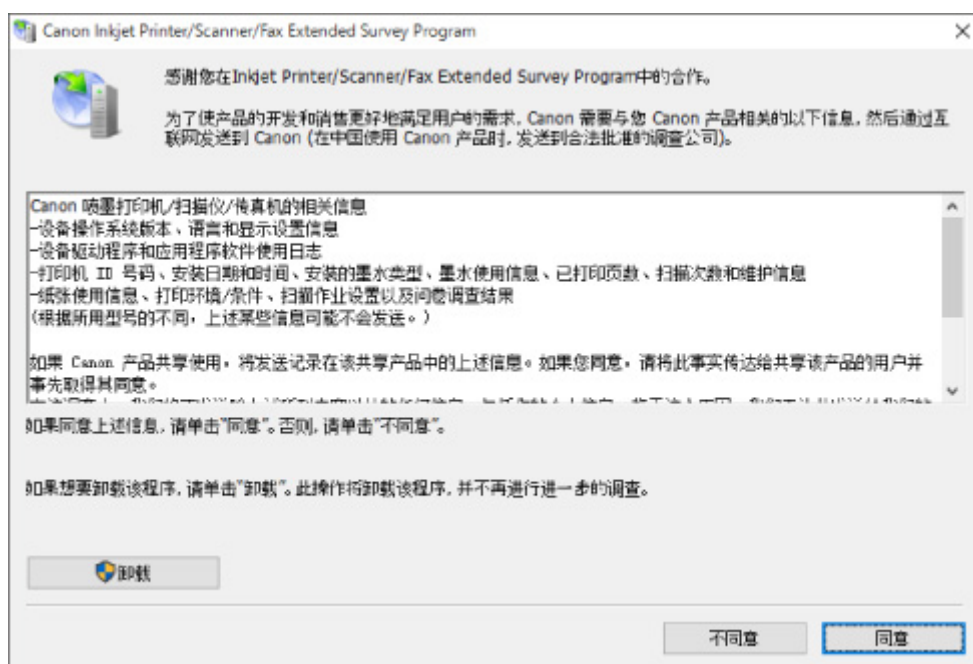 Canon Inkjet Printer/Scanner/Fax Extended Survey Program
感谢您在Inkjet Printer/Scanner/Fax Extended Survey Program中的合作。
为了使产品的开发和销售更好地满足用户的需求, Canon 需要与您 Canon 产品相关的以下信息, 然后通过互
联网发送到 Canon (在中国使用 Canon 产品时, 发送到合法批准的调查公司)。
Canon 喷墨打印机/扫描仪/传真机的相关信息
-设备操作系统版本、语言和显示设置信息
-设备驱动程序和应用程序软件使用日志
-打印机 ID 号码、安装日期和时间、安装的墨水类型、墨水使用信息、已打印页数、扫描次数和维护信息
-纸张使用信息、打印环境/条件、扫描作业设置以及问卷调查结果
(根据所用型号的不同，上述某些信息可能不会发送。)
如果 Canon 产品共享使用，将发送记录在该共享产品中的上述信息。如果您同意，请将此事实传达给共享该产品的用户并
事先取得其同意。
如果同意上述信息, 请单击"同意"。否则, 请单击"不同意"。
如果想要卸载该程序, 请单击"卸载"。此操作将卸载该程序, 并不再进行进一步的调查。
卸载
不同意
同意